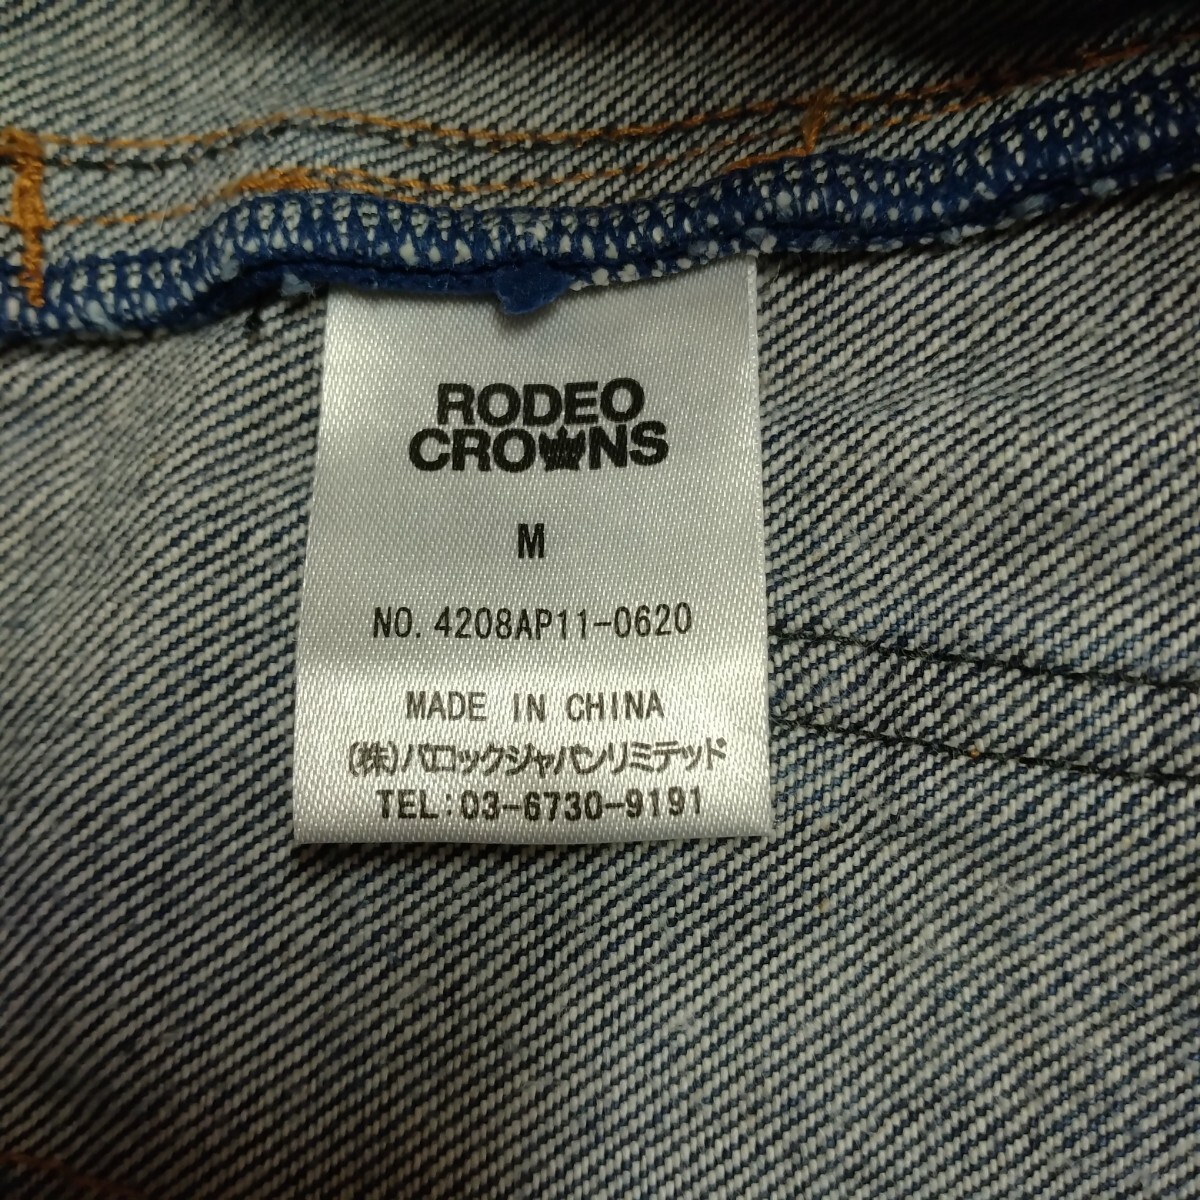 RODEO
CROWNS
M
NO. 4208AP11-0620
MADE IN CHINA
(株)バロックジャパンリミテッド
TEL:03-6730-9191